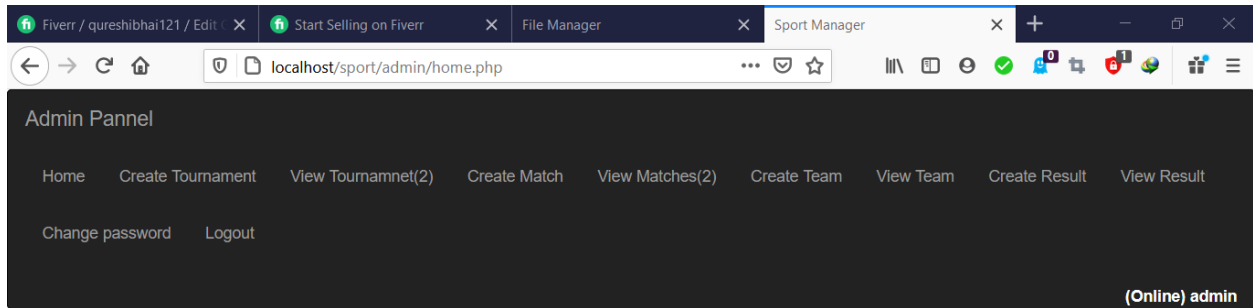 Fiverr / qureshibhai121 / Edit
Start Selling on Fiverr
File Manager
Sport Manager
localhost/sport/admin/home.php
0
1
Admin Pannel
Home Create Tournament View Tournamnet(2) Create Match View Matches(2) Create Team View Team Create Result View Result
Change password Logout
(Online) admin